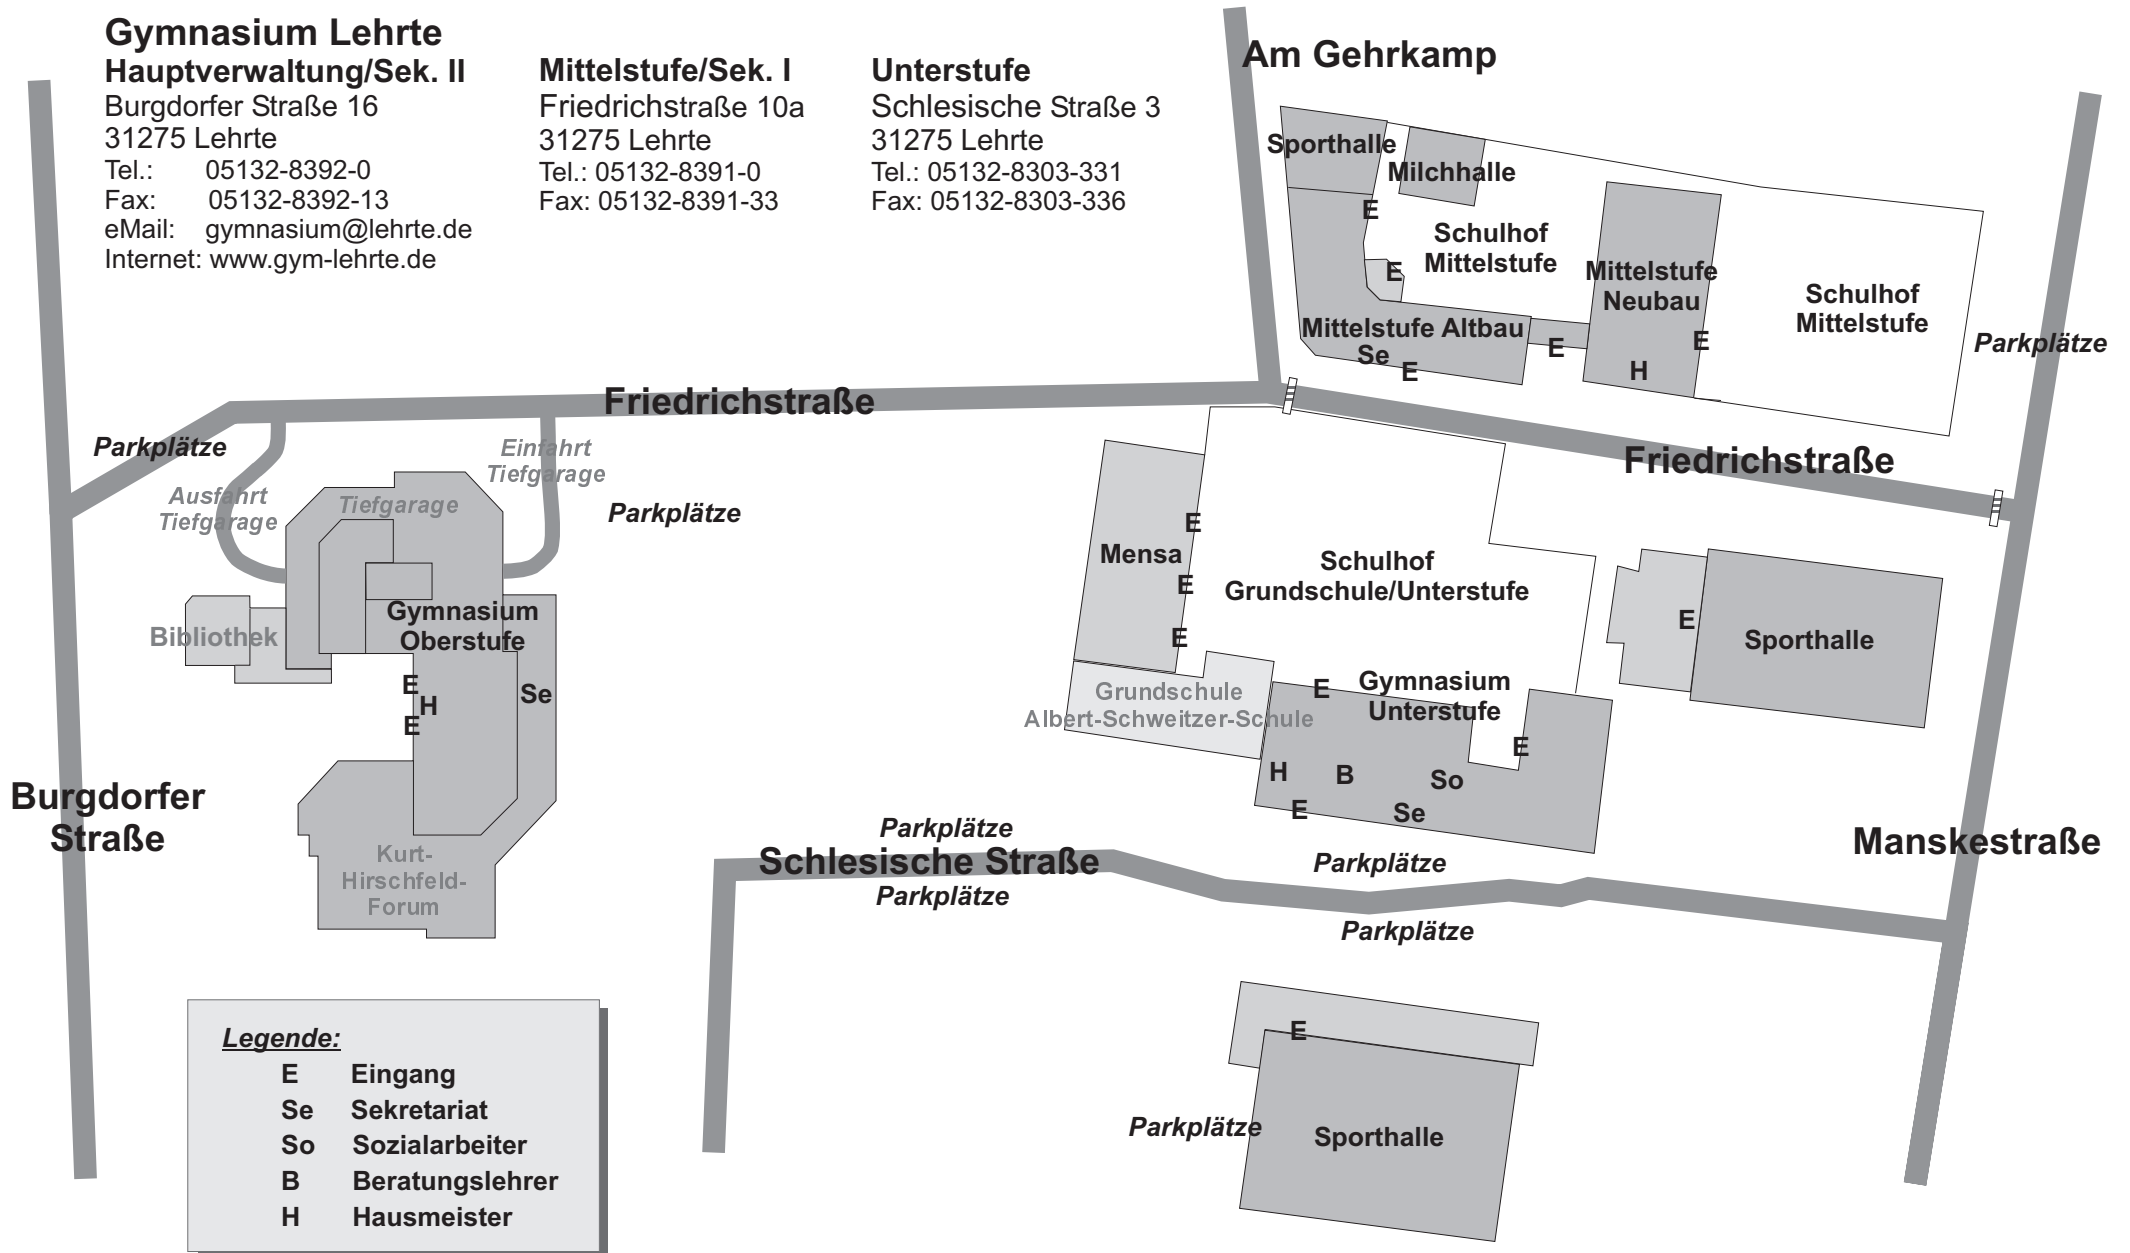 Gymnasium Lehrte
Hauptverwaltung/Sek. II
Burgdorfer Straße 16
31275 Lehrte
Tel.: 05132-8392-0
Fax: 05132-8392-13
eMail: gymnasium@lehrte.de
Internet: www.gym-lehrte.de
Mittelstufe/Sek. I
Friedrichstraße 10a
31275 Lehrte
Tel.: 05132-8391-0
Fax: 05132-8391-33
Unterstufe
Schlesische Straße 3
31275 Lehrte
Tel.: 05132-8303-331
Fax: 05132-8303-336
Am Gehrkamp
Sporthalle
Milchhalle
E
Schulhof
Mittelstufe
E
Mittelstufe
Neubau
Schulhof
Mittelstufe
Mittelstufe Altbau
Se
E
E
E
H
Parkplätze
Friedrichstraße
Friedrichstraße
Parkplätze
Einfahrt
Tiefgarage
Ausfahrt
Tiefgarage
Tiefgarage
Parkplätze
Bibliothek
Gymnasium
Oberstufe
E
H
E
Se
Kurt-
Hirschfeld-
Forum
Burgdorfer
Straße
Mensa
E
E
E
Schulhof
Grundschule/Unterstufe
E
Sporthalle
Grundschule
Albert-Schweitzer-Schule
E
Gymnasium
Unterstufe
E
H
B
So
E
Se
Parkplätze
Schlesische Straße
Parkplätze
Parkplätze
Parkplätze
Manskestraße
E
Parkplätze
Sporthalle
Legende:
E Eingang
Se Sekretariat
So Sozialarbeiter
B Beratungslehrer
H Hausmeister